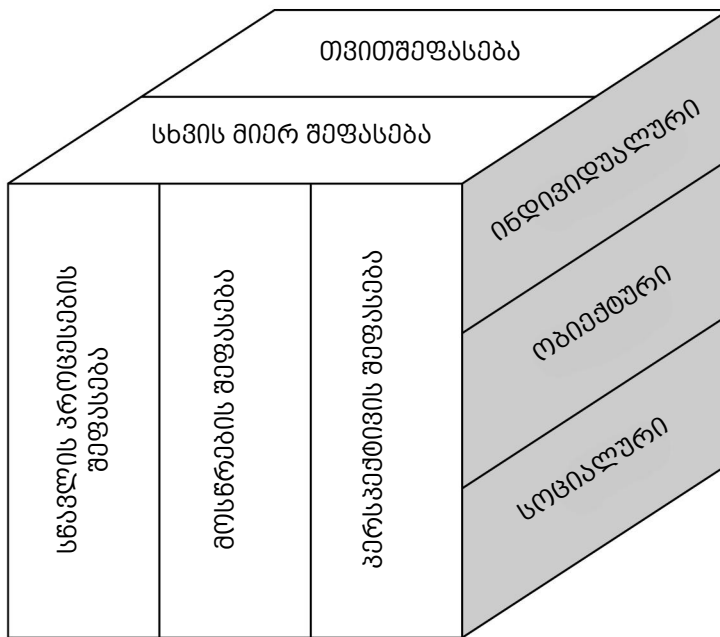 თვითშეფასება
სხვის მიერ შეფასება
სწავლის პროცესების
შეფასება
მოსწრების შეფასება
პერსპექტივის შეფასება
ინდივიდუალური
ობიექტური
სოციალური